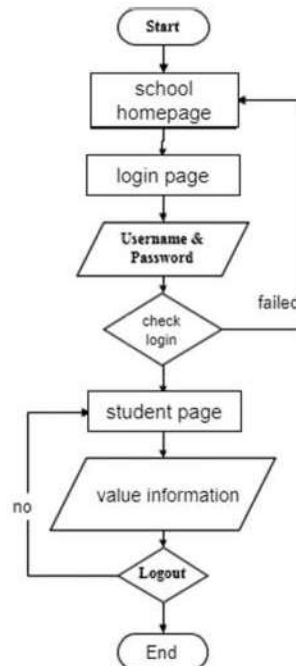 Start
school
homepage
login page
Username &
Password
check
login
failed
student page
value information
no
Logout
End